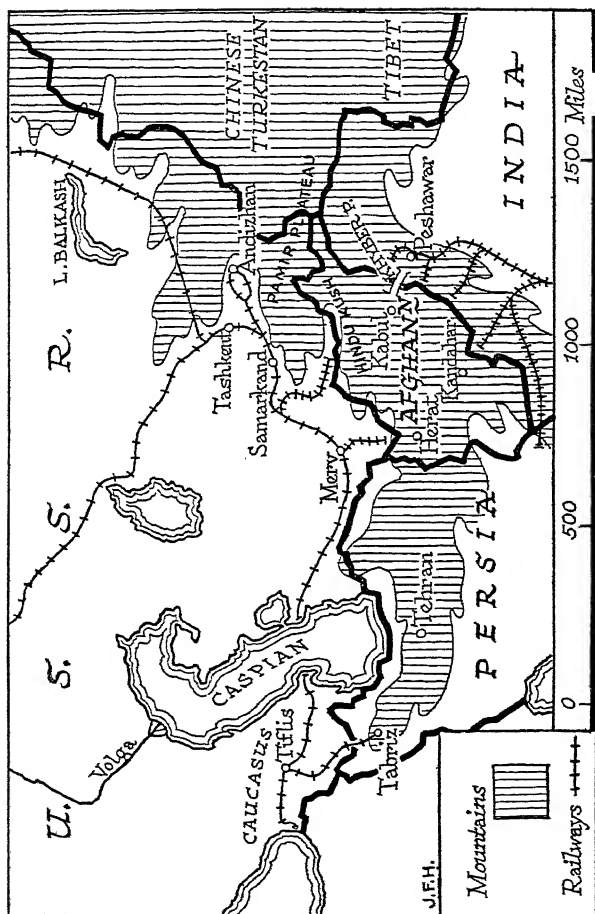 U. S. S. R.
L. BALKASH
Volga
CASPIAN
CAUCASUS
Tiflis
Tabriz
Tehran
PERSIA
Merv
Samarkand
Tashkent
Andizhan
CHINESE
TURKESTAN
PAMIR PLATEAU
HINDU KUSH
KHYBER P.
Kabul
Peshawar
AFGHANN.
Herat
Kandahar
TIBET
INDIA
J.F.H.
Mountains
Railways
0 500 1000 1500 Miles